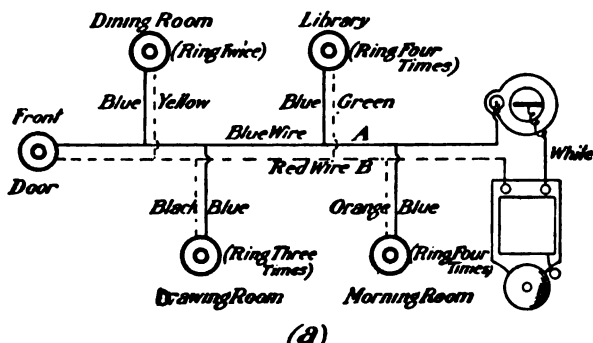 Dining Room
(Ring Twice)
Library
(Ring Four
Times)
Blue Yellow
Blue Green
Front
Door
Blue Wire A
Red Wire B
White
Black Blue
Orange Blue
(Ring Three
Times)
(Ring Four
Times)
Drawing Room
Morning Room
(a)